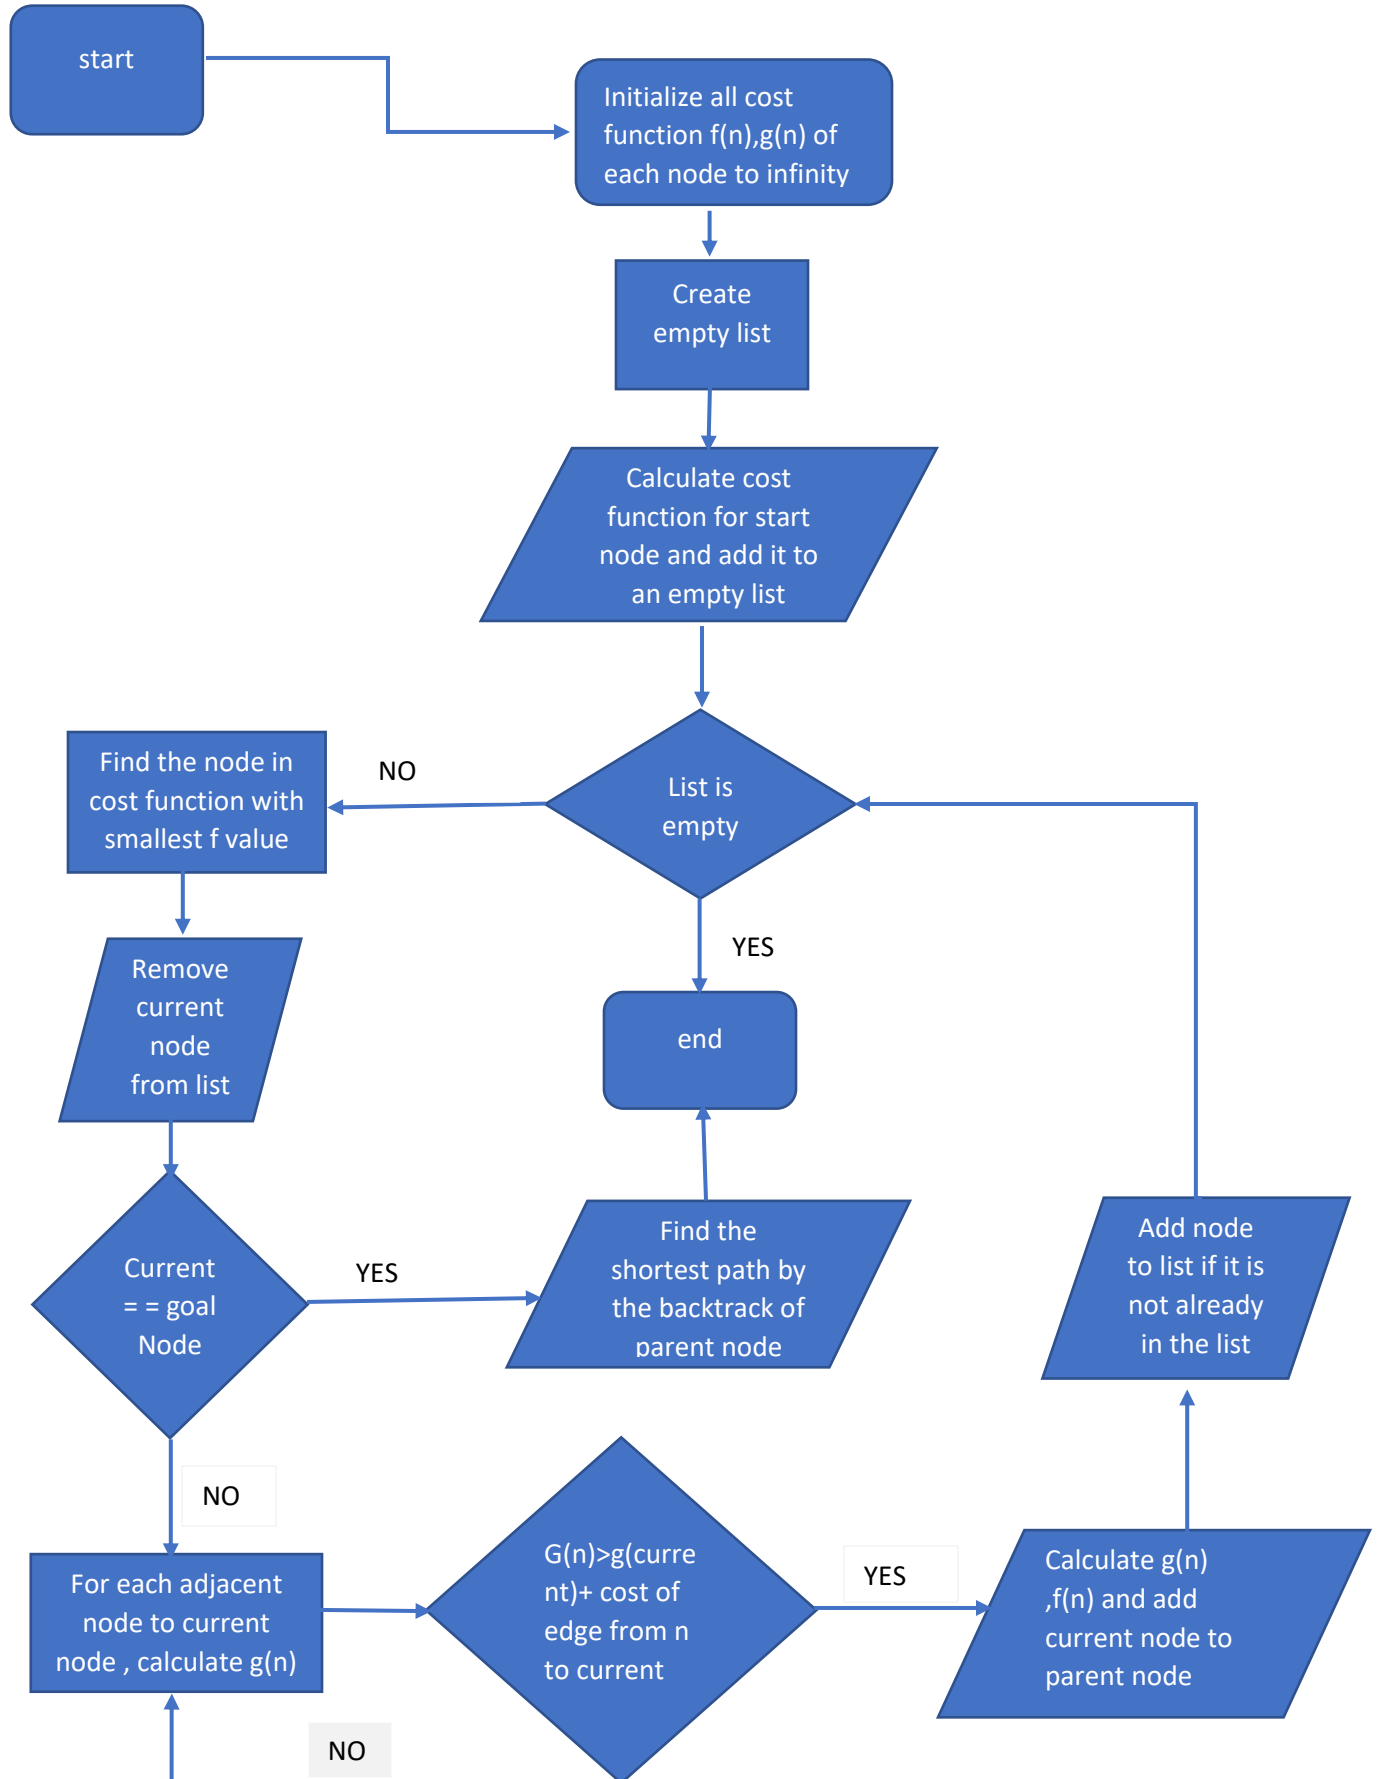 start
Initialize all cost
function f(n),g(n) of
each node to infinity
Create
empty list
Calculate cost
function for start
node and add it to
an empty list
List is
empty
NO
YES
Find the node in
cost function with
smallest f value
Remove
current
node
from list
end
Current
= = goal
Node
YES
Find the
shortest path by
the backtrack of
parent node
NO
For each adjacent
node to current
node , calculate g(n)
G(n)>g(curre
nt)+ cost of
edge from n
to current
YES
Calculate g(n)
,f(n) and add
current node to
parent node
Add node
to list if it is
not already
in the list
NO